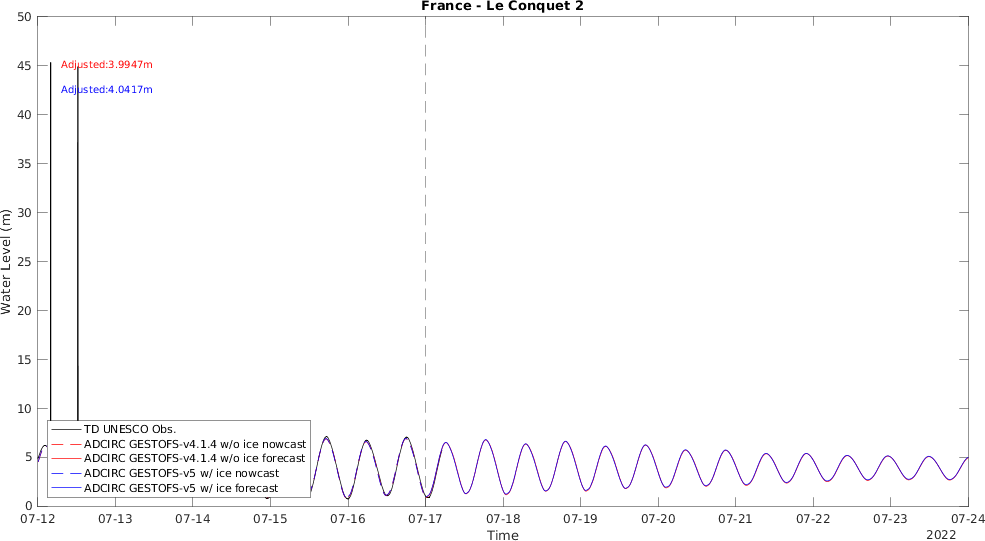 France - Le Conquet 2
50
45
40
35
30
25
20
15
10
5
0
Water Level (m)
Adjusted:3.9947m
Adjusted:4.0417m
TD UNESCO Obs.
ADCIRC GESTOFS-v4.1.4 w/o ice nowcast
ADCIRC GESTOFS-v4.1.4 w/o ice forecast
ADCIRC GESTOFS-v5 w/ ice nowcast
ADCIRC GESTOFS-v5 w/ ice forecast
07-12 07-13 07-14 07-15 07-16 07-17 07-18 07-19 07-20 07-21 07-22 07-23 07-24
Time
2022